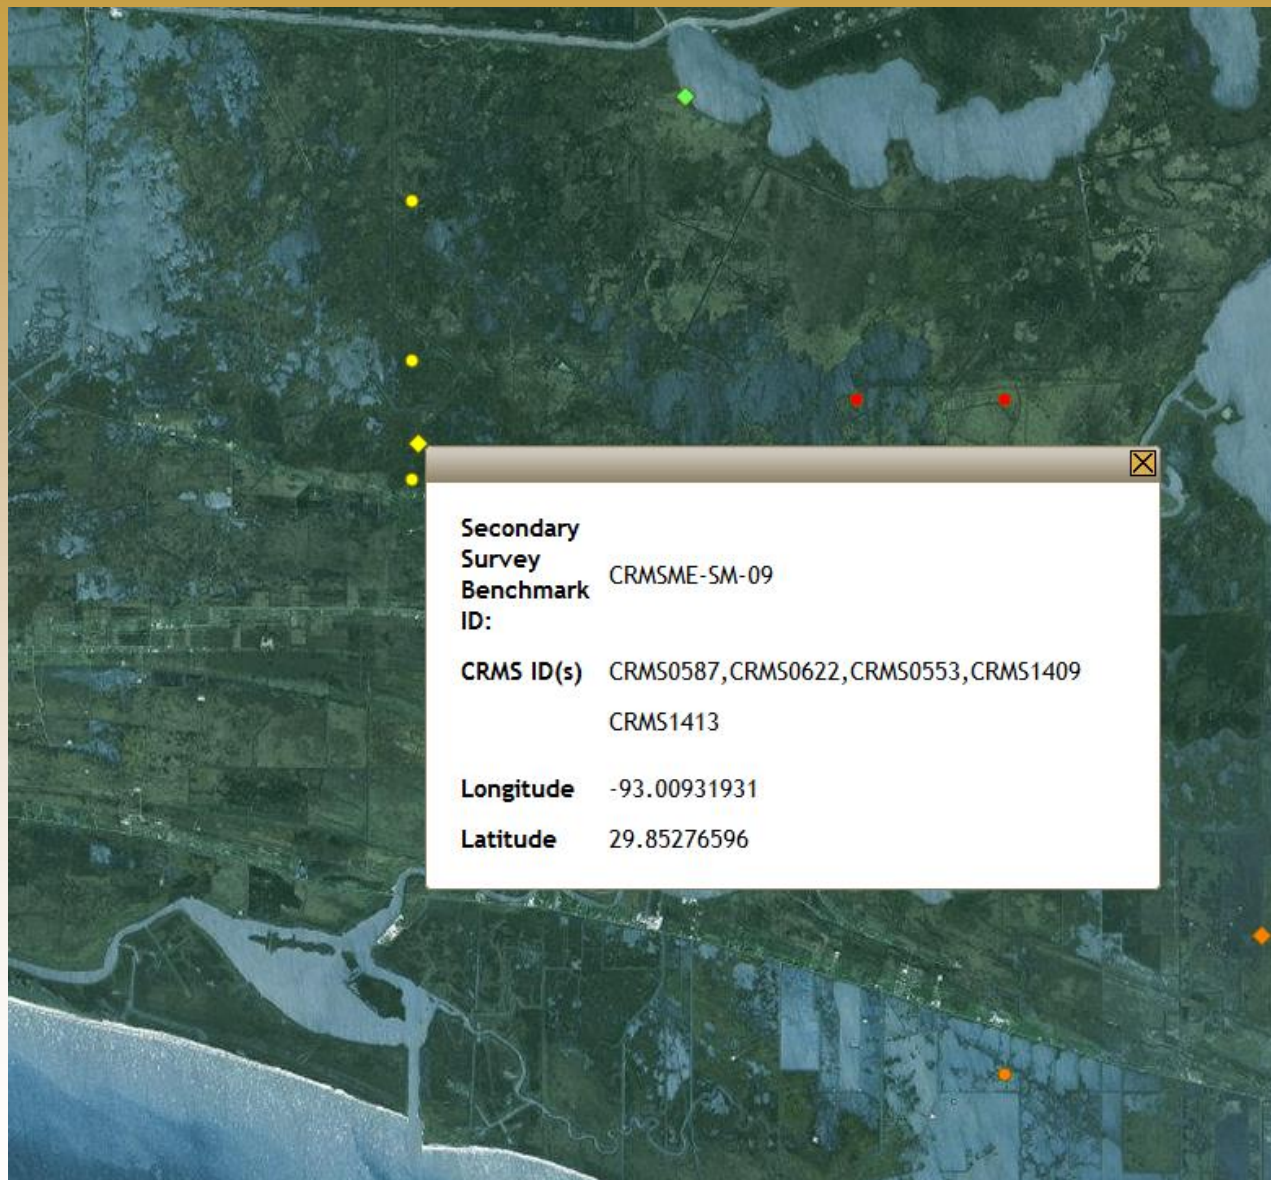 Secondary
Survey
Benchmark
ID:
CRMSME-SM-09
CRMS ID(s) CRMS0587,CRMS0622,CRMS0553,CRMS1409
CRMS1413
Longitude -93.00931931
Latitude 29.85276596